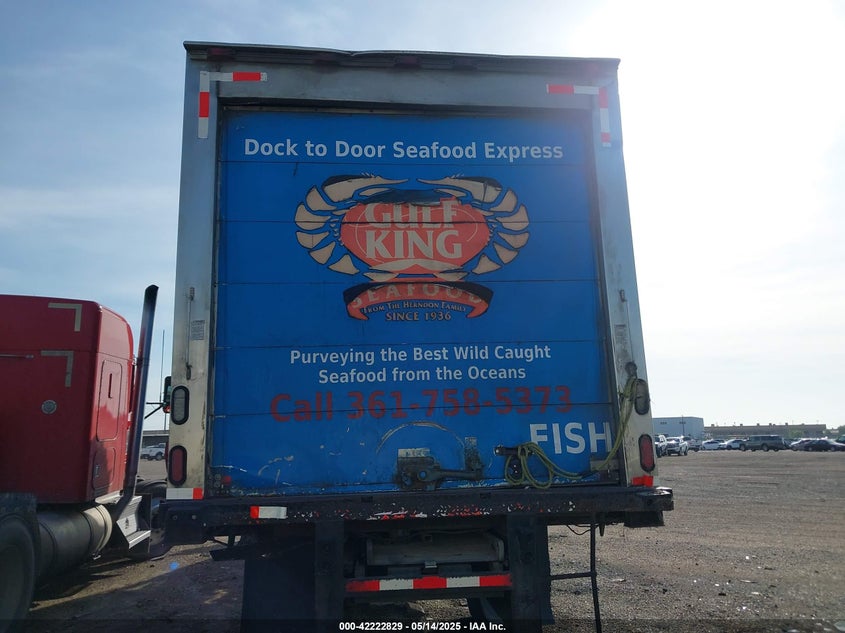 Dock to Door Seafood Express
GULF
KING
SEAFOOD
FROM THE HERNDON FAMILY
SINCE 1936
Purveying the Best Wild Caught
Seafood from the Oceans
Call 361-758-5373
FISH
000-42222829 - 05/14/2025 - IAA Inc.